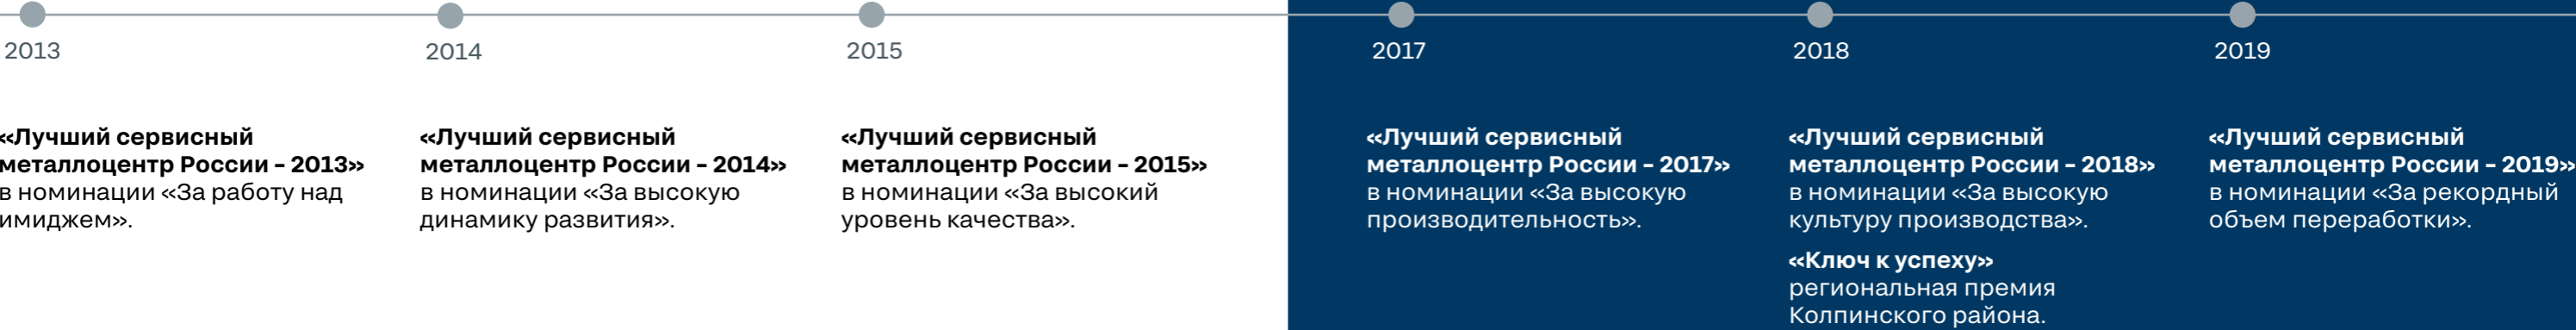 2013
«Лучший сервисный
металлоцентр России – 2013»
в номинации «За работу над
имиджем».
2014
«Лучший сервисный
металлоцентр России – 2014»
в номинации «За высокую
динамику развития».
2015
«Лучший сервисный
металлоцентр России – 2015»
в номинации «За высокий
уровень качества».
2017
«Лучший сервисный
металлоцентр России – 2017»
в номинации «За высокую
производительность».
2018
«Лучший сервисный
металлоцентр России – 2018»
в номинации «За высокую
культуру производства».
«Ключ к успеху»
региональная премия
Колпинского района.
2019
«Лучший сервисный
металлоцентр России – 2019»
в номинации «За рекордный
объем переработки».